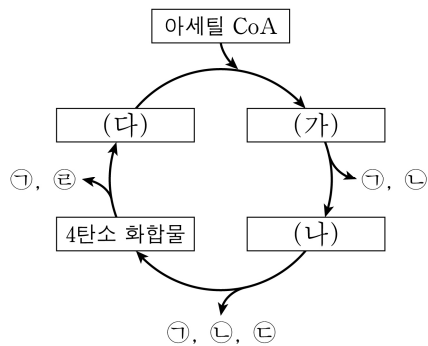 아세틸 CoA
(다)
(가)
㉠, ㉣
㉠, ㉡
4탄소 화합물
(나)
㉠, ㉡, ㉢